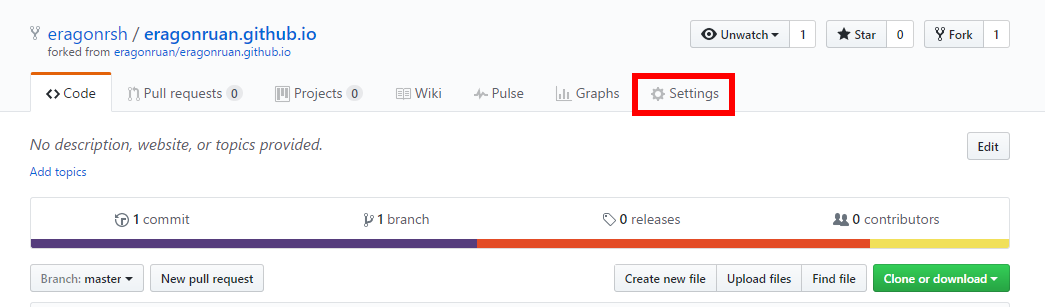 eragonrsh / eragonruan.github.io
Unwatch 1 Star 0 Fork 1
forked from eragonruan/eragonruan.github.io
Code Pull requests 0 Projects 0 Wiki Pulse Graphs Settings
No description, website, or topics provided. Edit
Add topics
1 commit 1 branch 0 releases 0 contributors
Branch: master New pull request Create new file Upload files Find file Clone or download